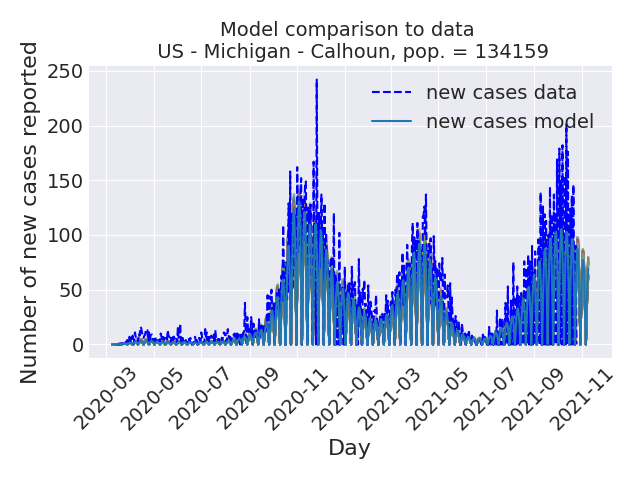 Model comparison to data
US - Michigan - Calhoun, pop. = 134159
Number of new cases reported
250
200
150
100
50
0
new cases data
new cases model
2020-03
2020-05
2020-07
2020-09
2020-11
2021-01
2021-03
2021-05
2021-07
2021-09
2021-11
Day